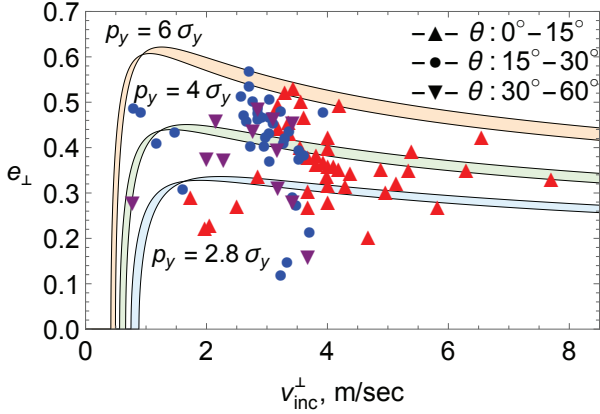 0.7
0.6
0.5
0.4
0.3
0.2
0.1
0.0
e⊥
p_y = 6 σ_y
p_y = 4 σ_y
p_y = 2.8 σ_y
-▲- θ : 0°–15°
-●- θ : 15°–30°
-▼- θ : 30°–60°
0 2 4 6 8
v⊥inc, m/sec